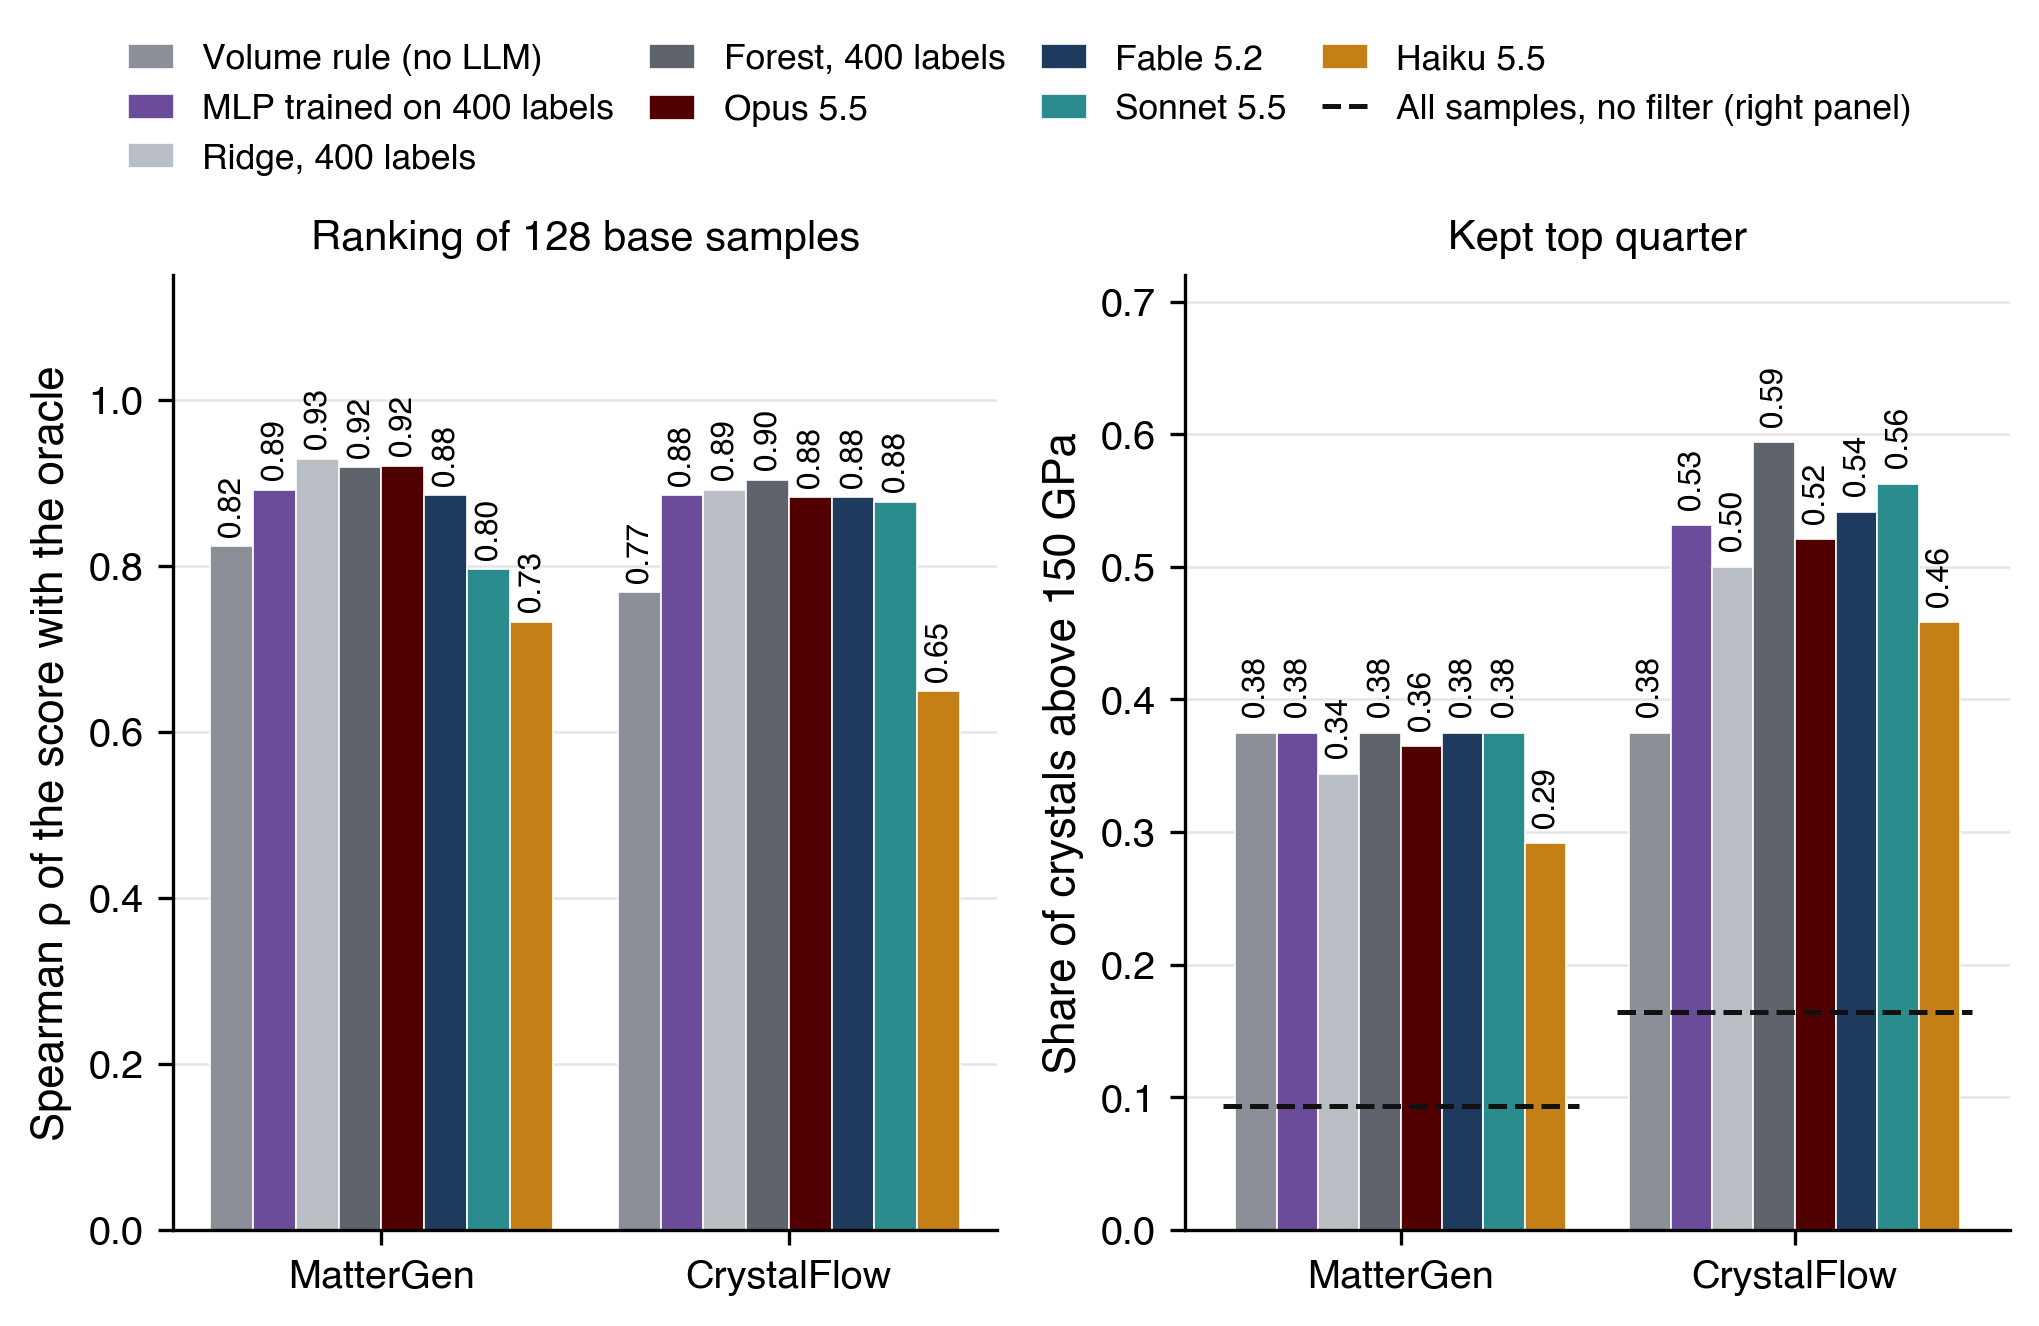 Volume rule (no LLM)
MLP trained on 400 labels
Ridge, 400 labels
Forest, 400 labels
Opus 5.5
Fable 5.2
Sonnet 5.5
Haiku 5.5
All samples, no filter (right panel)
Ranking of 128 base samples
Spearman ρ of the score with the oracle
1.0
0.8
0.6
0.4
0.2
0.0
0.82
0.89
0.93
0.92
0.92
0.88
0.80
0.73
0.77
0.88
0.89
0.90
0.88
0.88
0.88
0.65
MatterGen
CrystalFlow
Kept top quarter
Share of crystals above 150 GPa
0.7
0.6
0.5
0.4
0.3
0.2
0.1
0.0
0.38
0.38
0.34
0.38
0.36
0.38
0.38
0.29
0.38
0.53
0.50
0.59
0.52
0.54
0.56
0.46
MatterGen
CrystalFlow